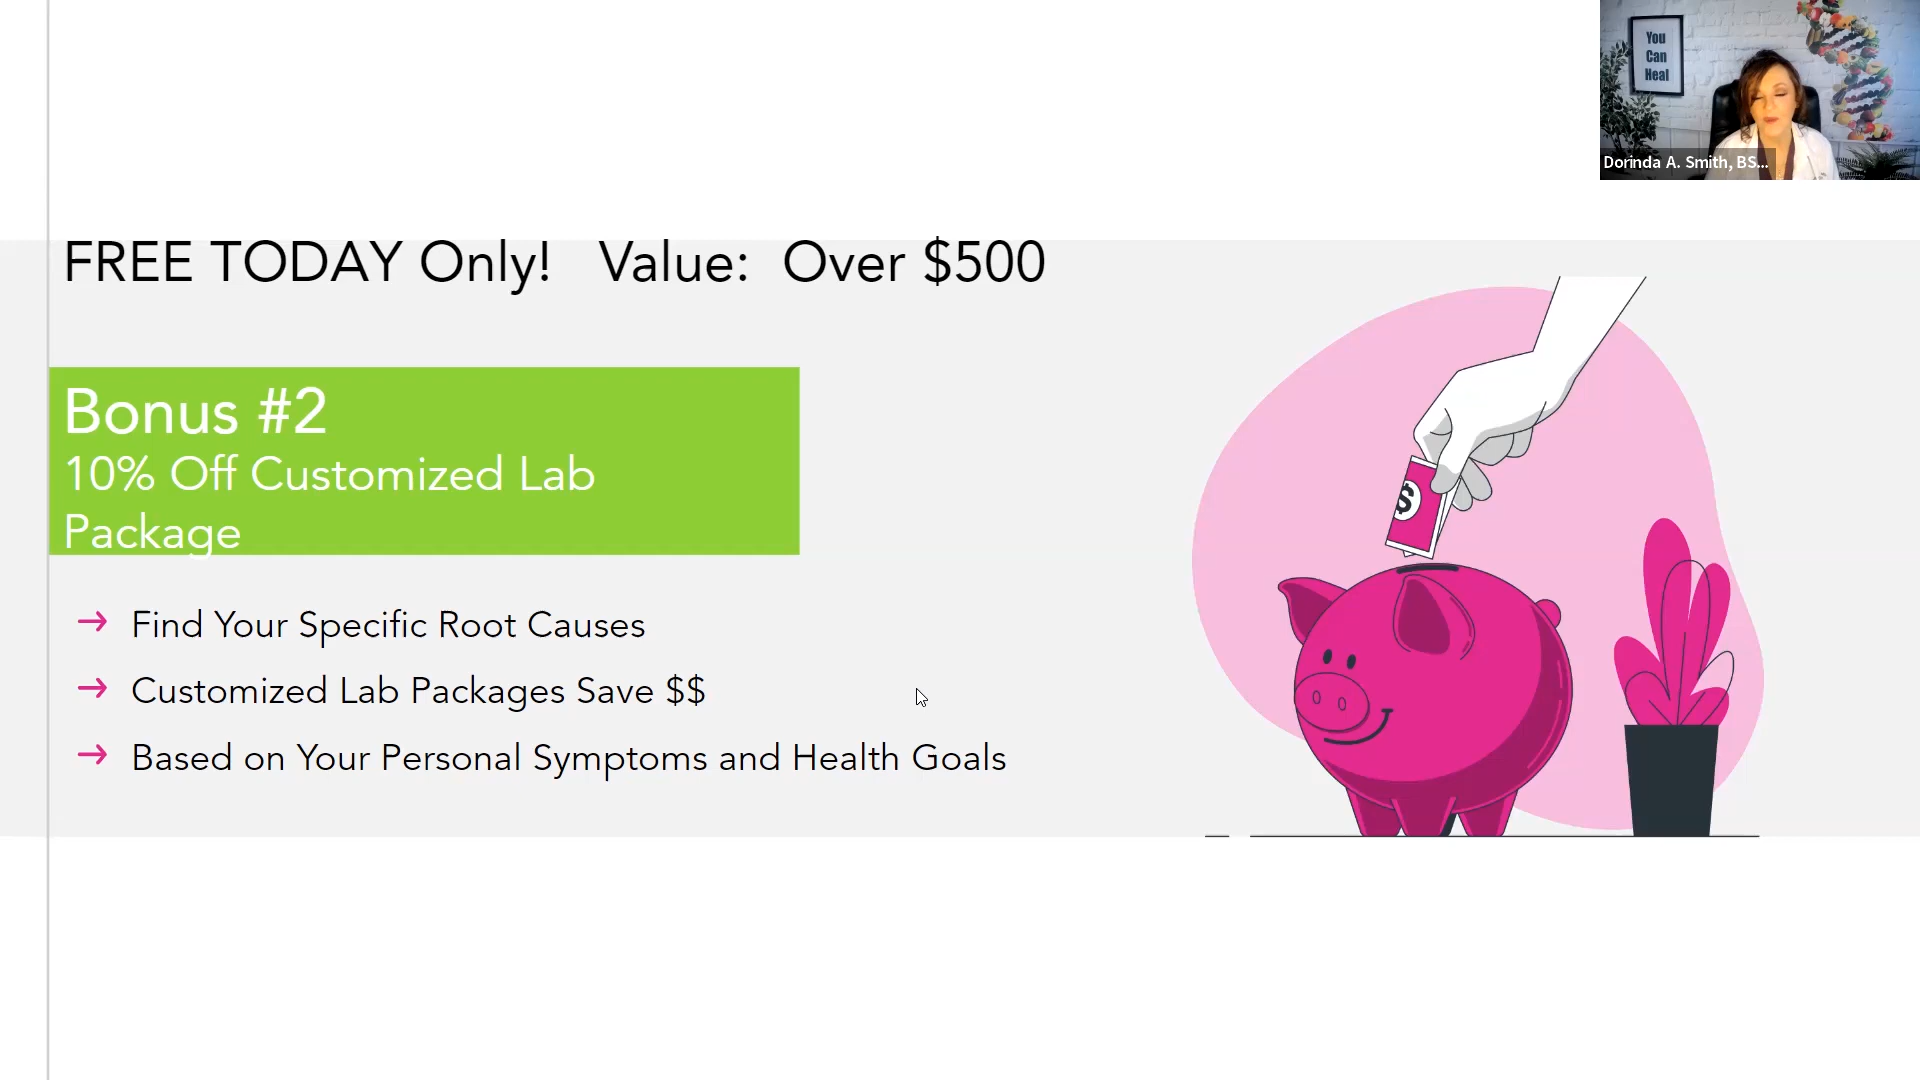 You
Can
Heal
Dorinda A. Smith, BS...
FREE TODAY Only! Value: Over $500
Bonus #2
10% Off Customized Lab
Package
$
→ Find Your Specific Root Causes
→ Customized Lab Packages Save $$
→ Based on Your Personal Symptoms and Health Goals